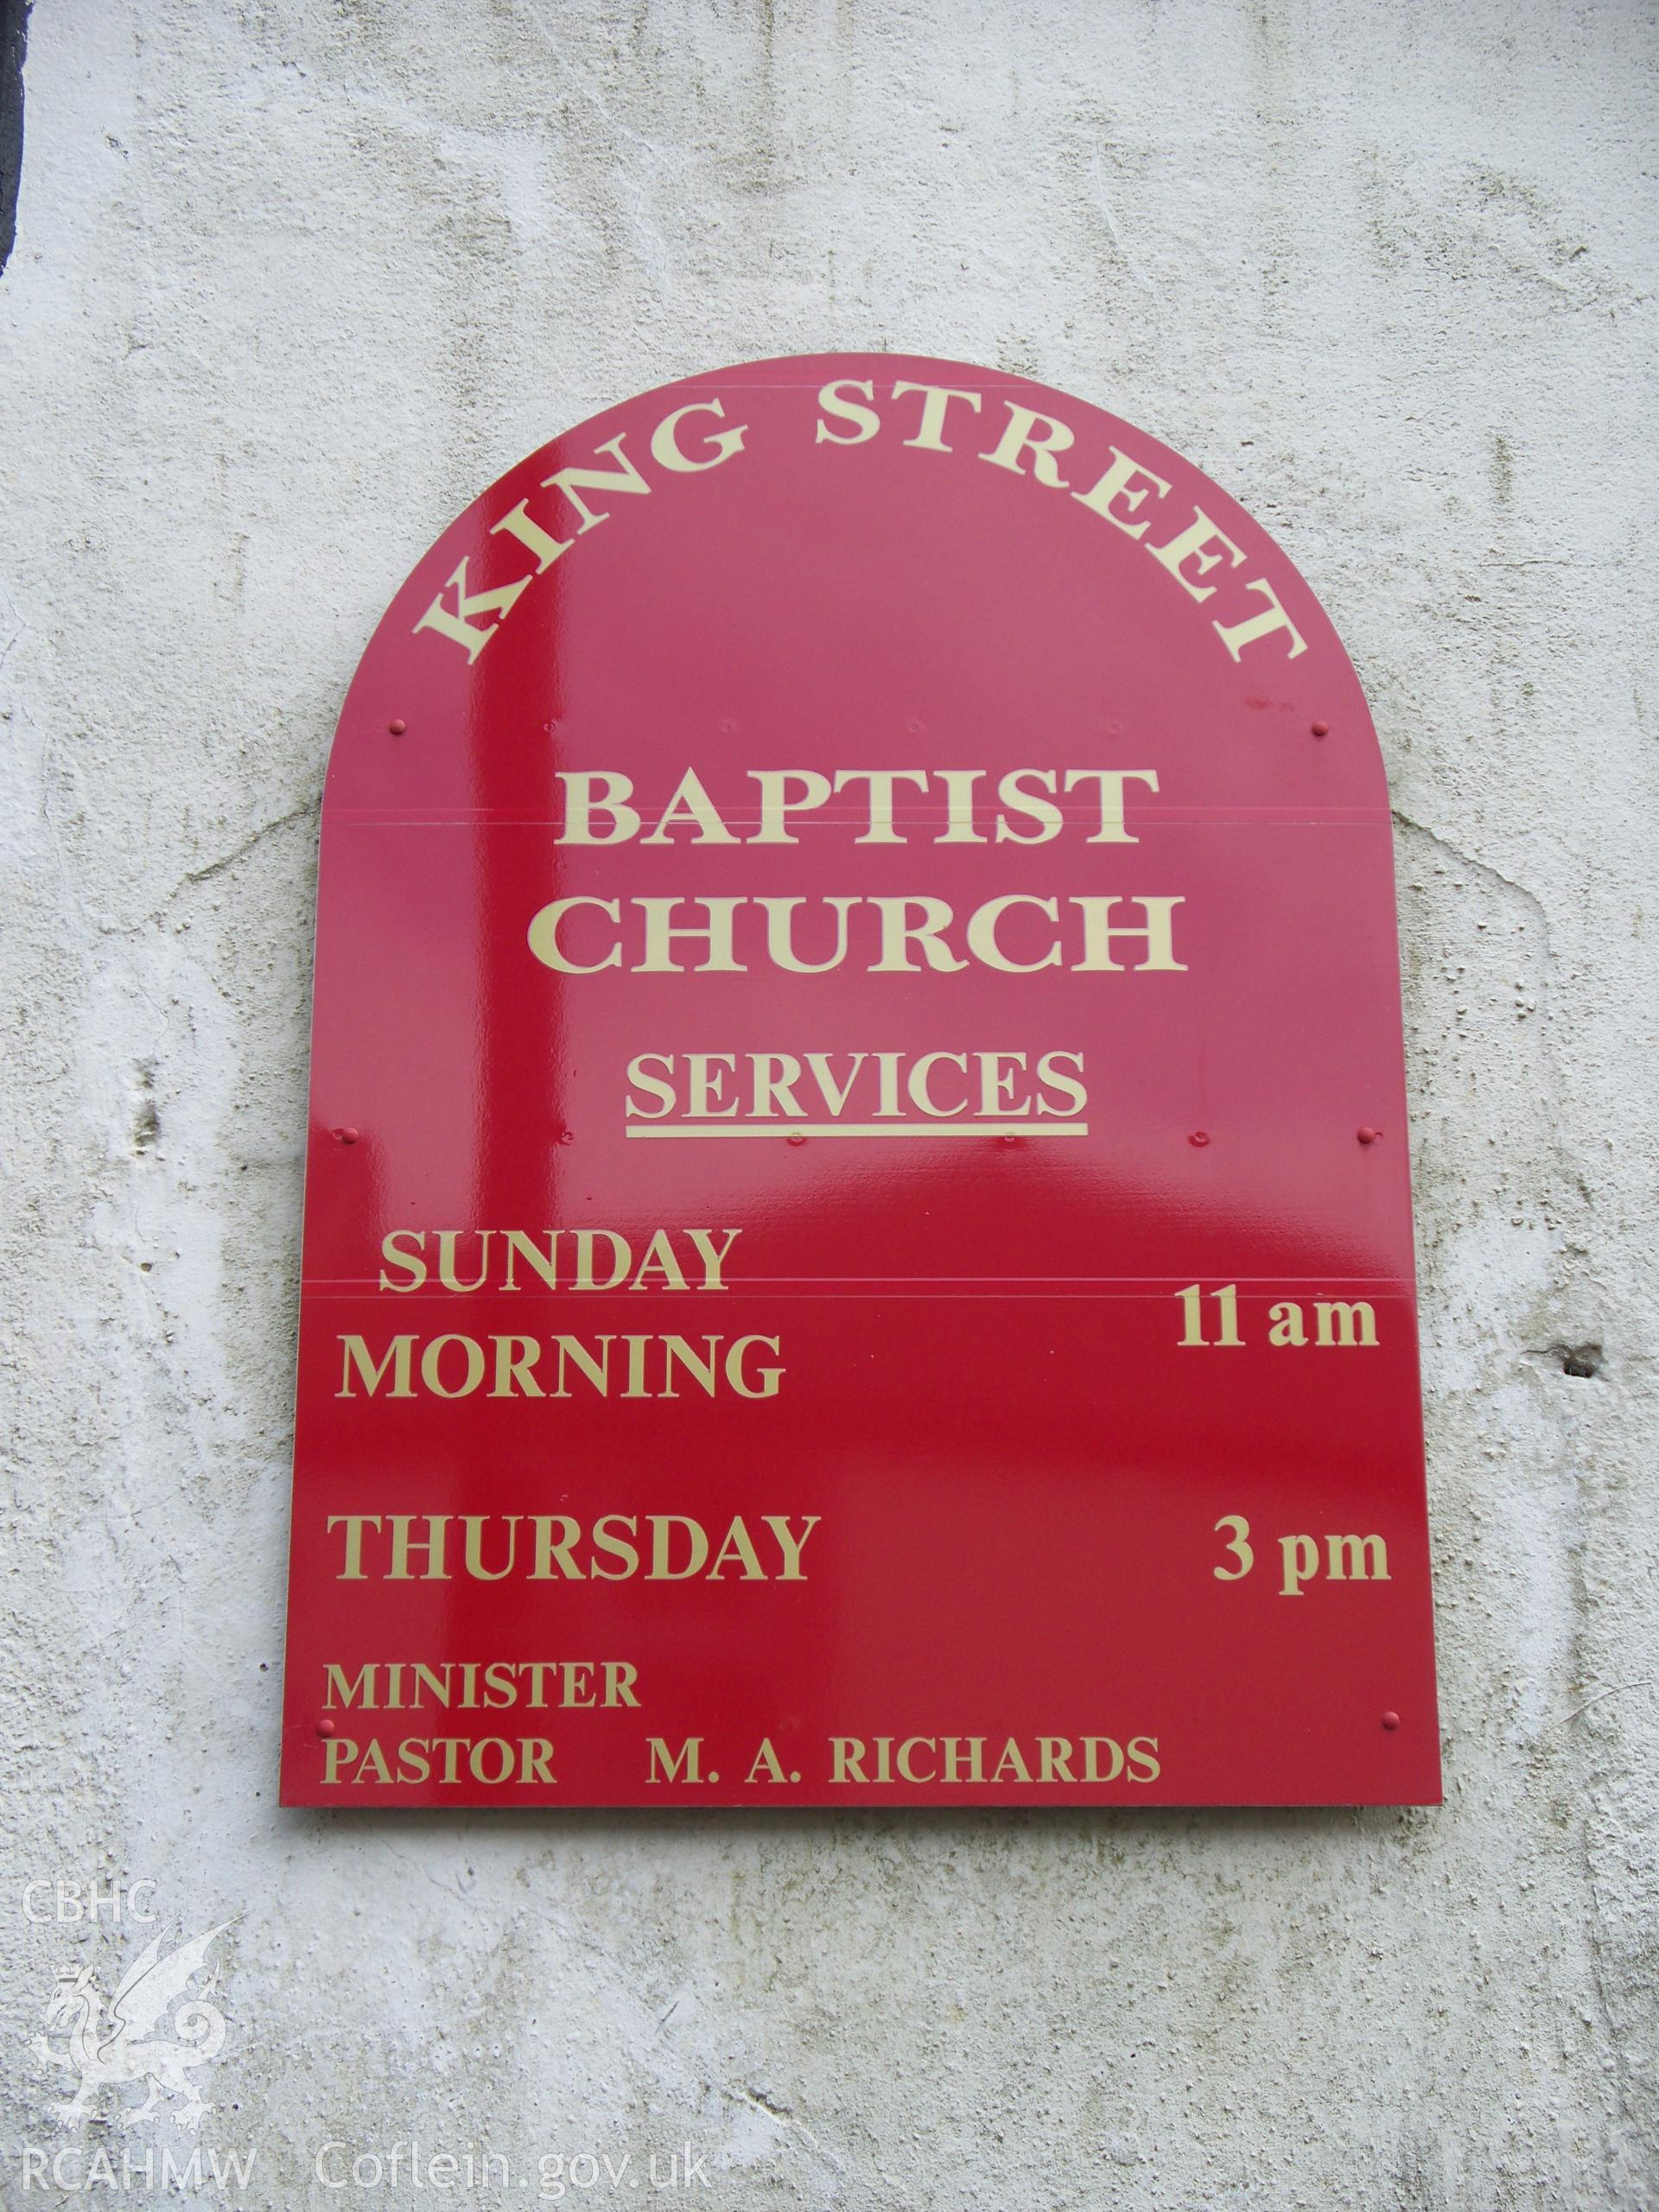 KING STREET
BAPTIST
CHURCH
SERVICES
SUNDAY
MORNING
11 am
THURSDAY 3 pm
MINISTER
PASTOR M. A. RICHARDS
CBHC
RCAHMW Coflein.gov.uk